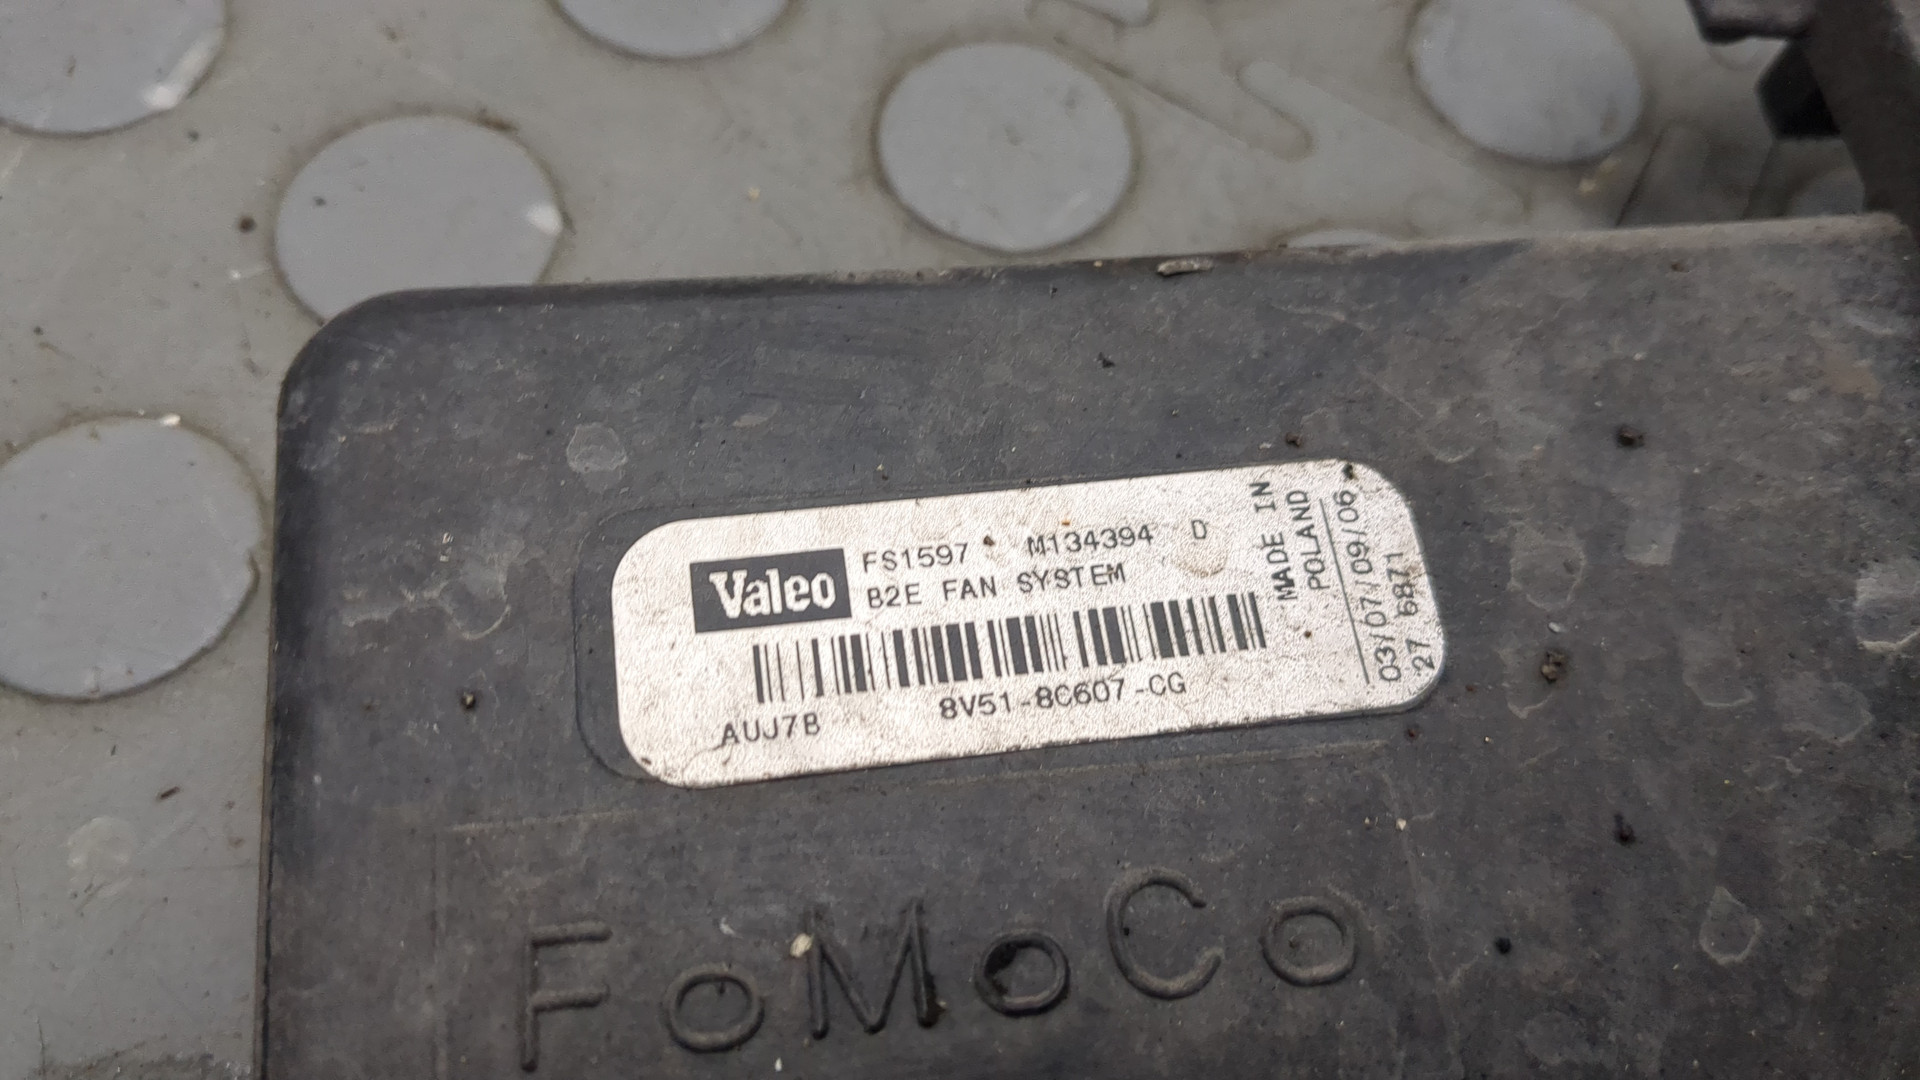 Valeo
FS1597 M134394 D
B2E FAN SYSTEM
AUJ7B 8V51-8C607-CG
MADE IN
POLAND
03/07/09/06
27 6871
FoMoCo